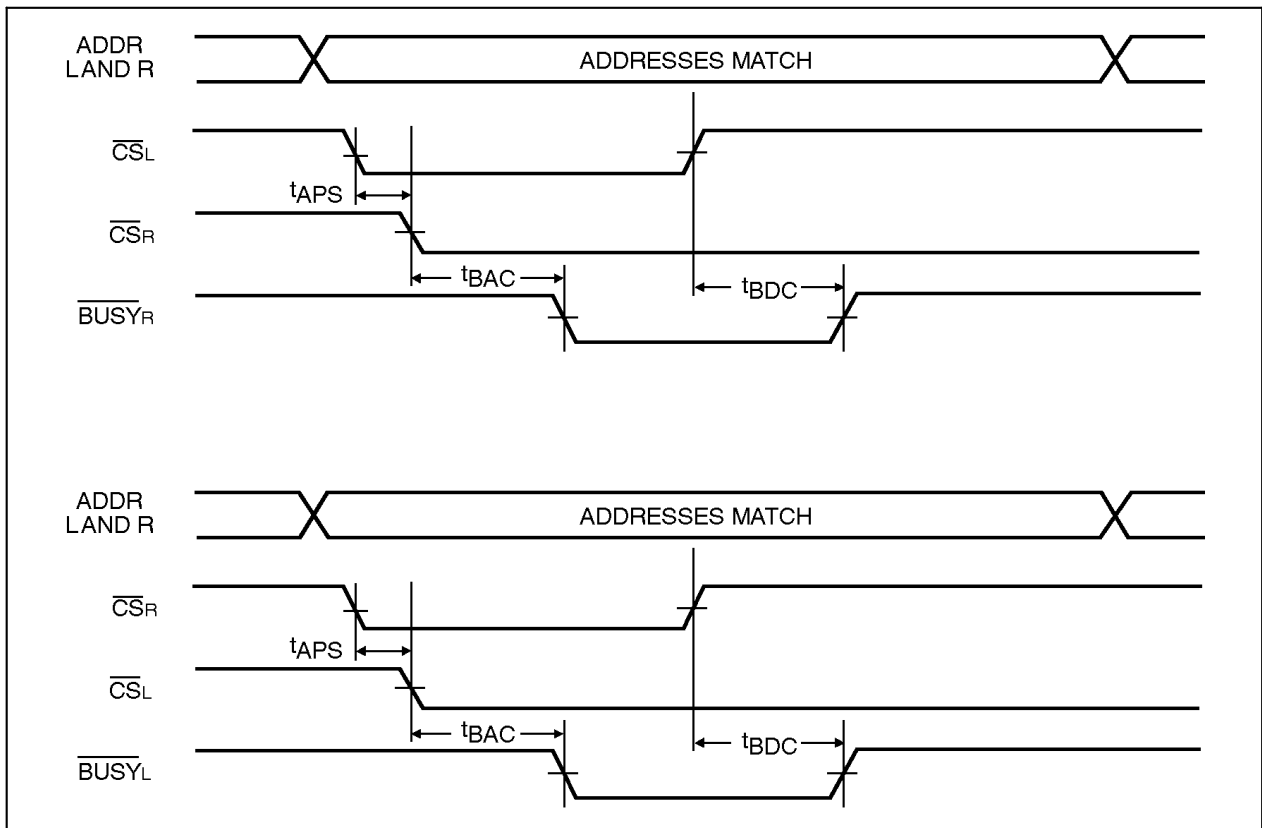 ADDR
L AND R
ADDRESSES MATCH
CSL
tAPS
CSR
tBAC
tBDC
BUSYR
ADDR
L AND R
ADDRESSES MATCH
CSR
tAPS
CSL
tBAC
tBDC
BUSYL